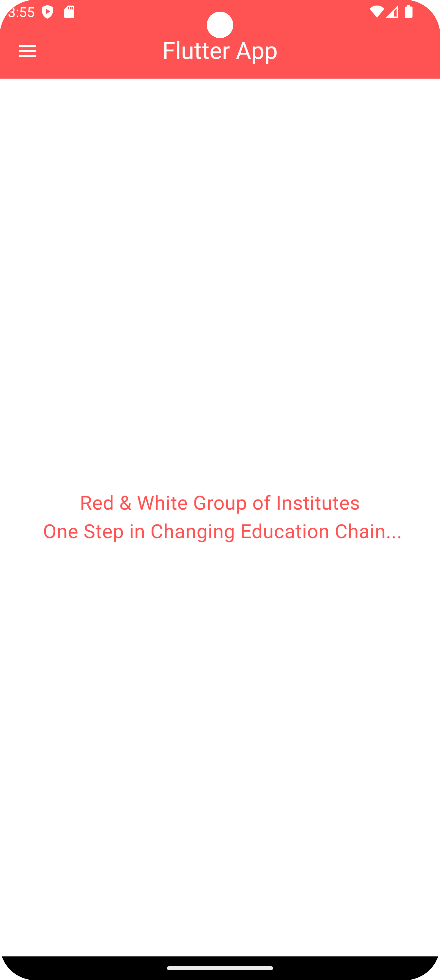 3:55
Flutter App
Red & White Group of Institutes
One Step in Changing Education Chain...